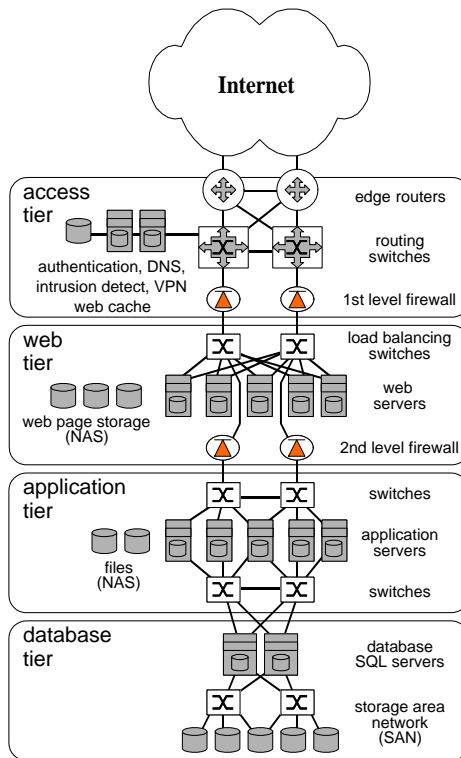 Internet
access
tier
edge routers
routing
switches
authentication, DNS,
intrusion detect, VPN
web cache
1st level firewall
web
tier
load balancing
switches
web
servers
web page storage
(NAS)
2nd level firewall
application
tier
switches
application
servers
files
(NAS)
switches
database
tier
database
SQL servers
storage area
network
(SAN)